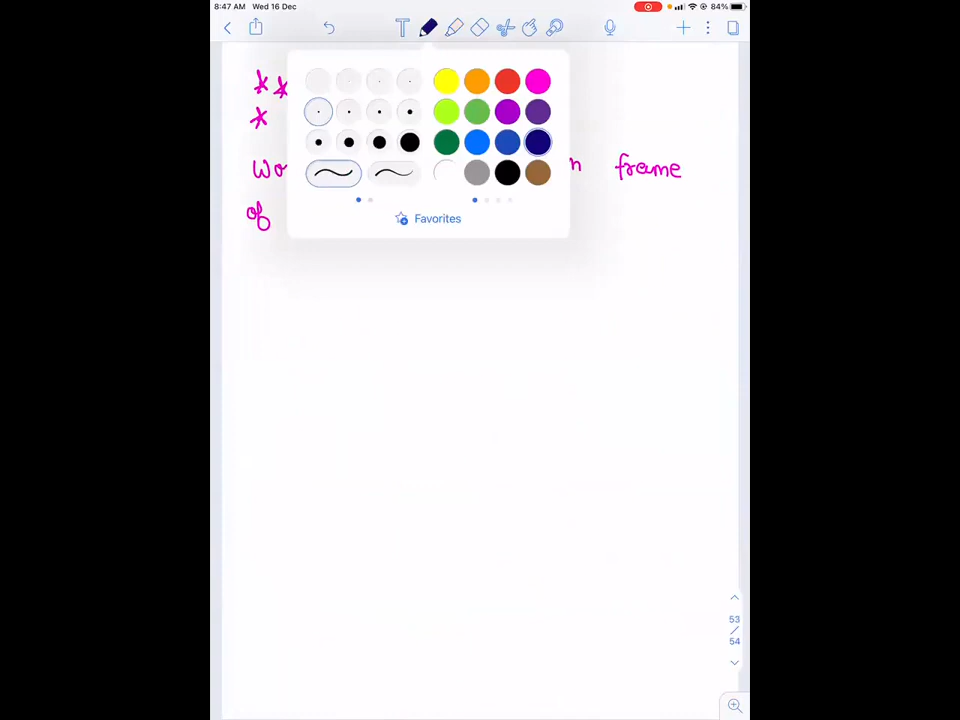 8:47 AM Wed 16 Dec 84%
T
**
*
frame
of
Favorites
53
/
54